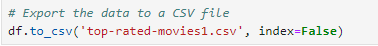 # Export the data to a CSV file
df.to_csv('top-rated-movies1.csv', index=False)